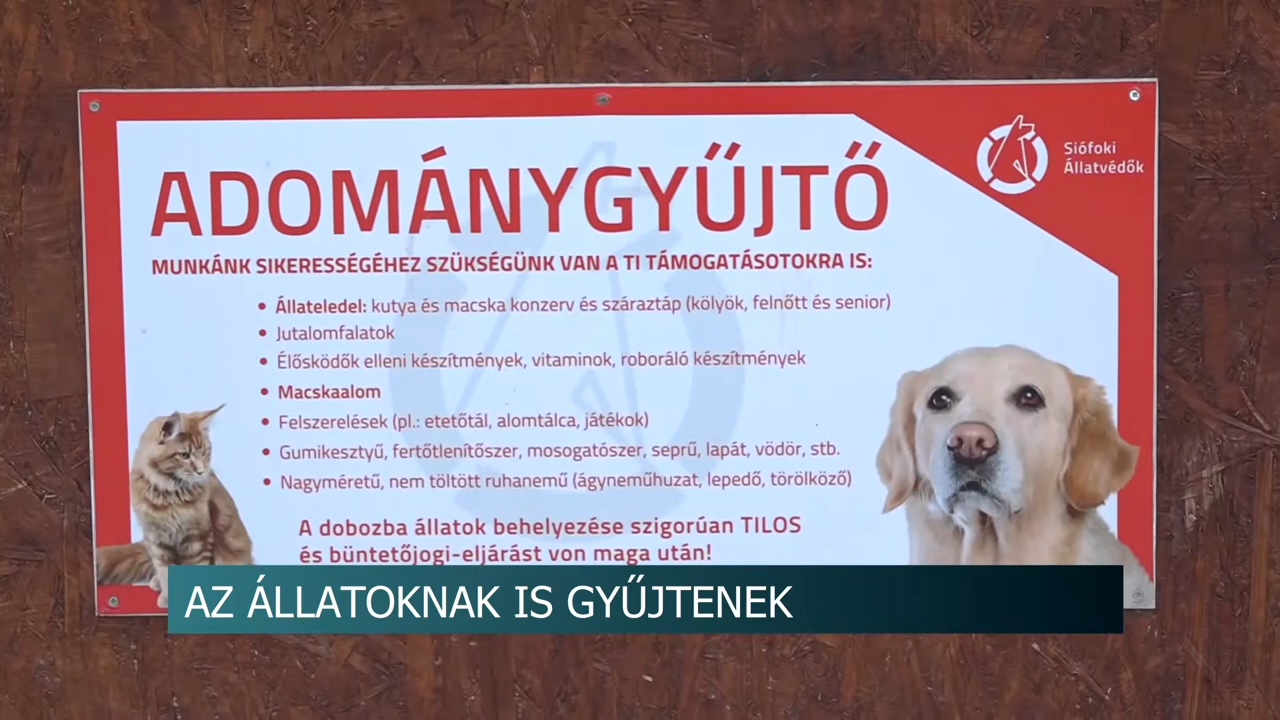 Siófoki
Állatvédők
ADOMÁNYGYŰJTŐ
MUNKÁNK SIKERESSÉGÉHEZ SZÜKSÉGÜNK VAN A TI TÁMOGATÁSOTOKRA IS:
• Állateledel: kutya és macska konzerv és száraztáp (kölyök, felnőtt és senior)
• Jutalomfalatok
• Élősködők elleni készítmények, vitaminok, roboráló készítmények
• Macskaalom
• Felszerelések (pl.: etetőtál, alomtálca, játékok)
• Gumikesztyű, fertőtlenítőszer, mosogatószer, seprű, lapát, vödör, stb.
• Nagyméretű, nem töltött ruhanemű (ágyneműhuzat, lepedő, törölköző)
A dobozba állatok behelyezése szigorúan TILOS
és büntetőjogi-eljárást von maga után!
AZ ÁLLATOKNAK IS GYŰJTENEK